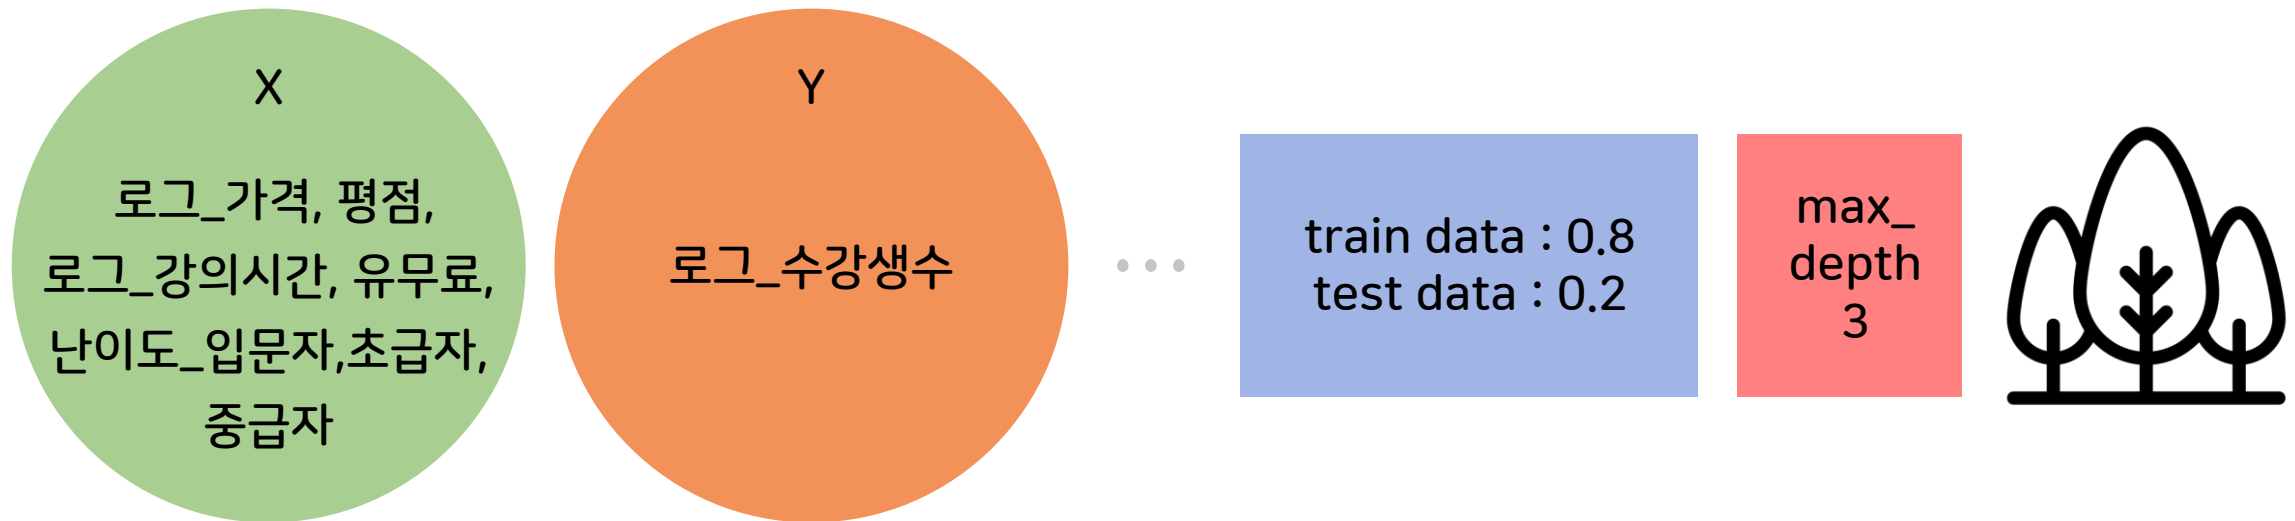 X
로그_가격, 평점,
로그_강의시간, 유무료,
난이도_입문자,초급자,
중급자
Y
로그_수강생수
train data : 0.8
test data : 0.2
max_
depth
3